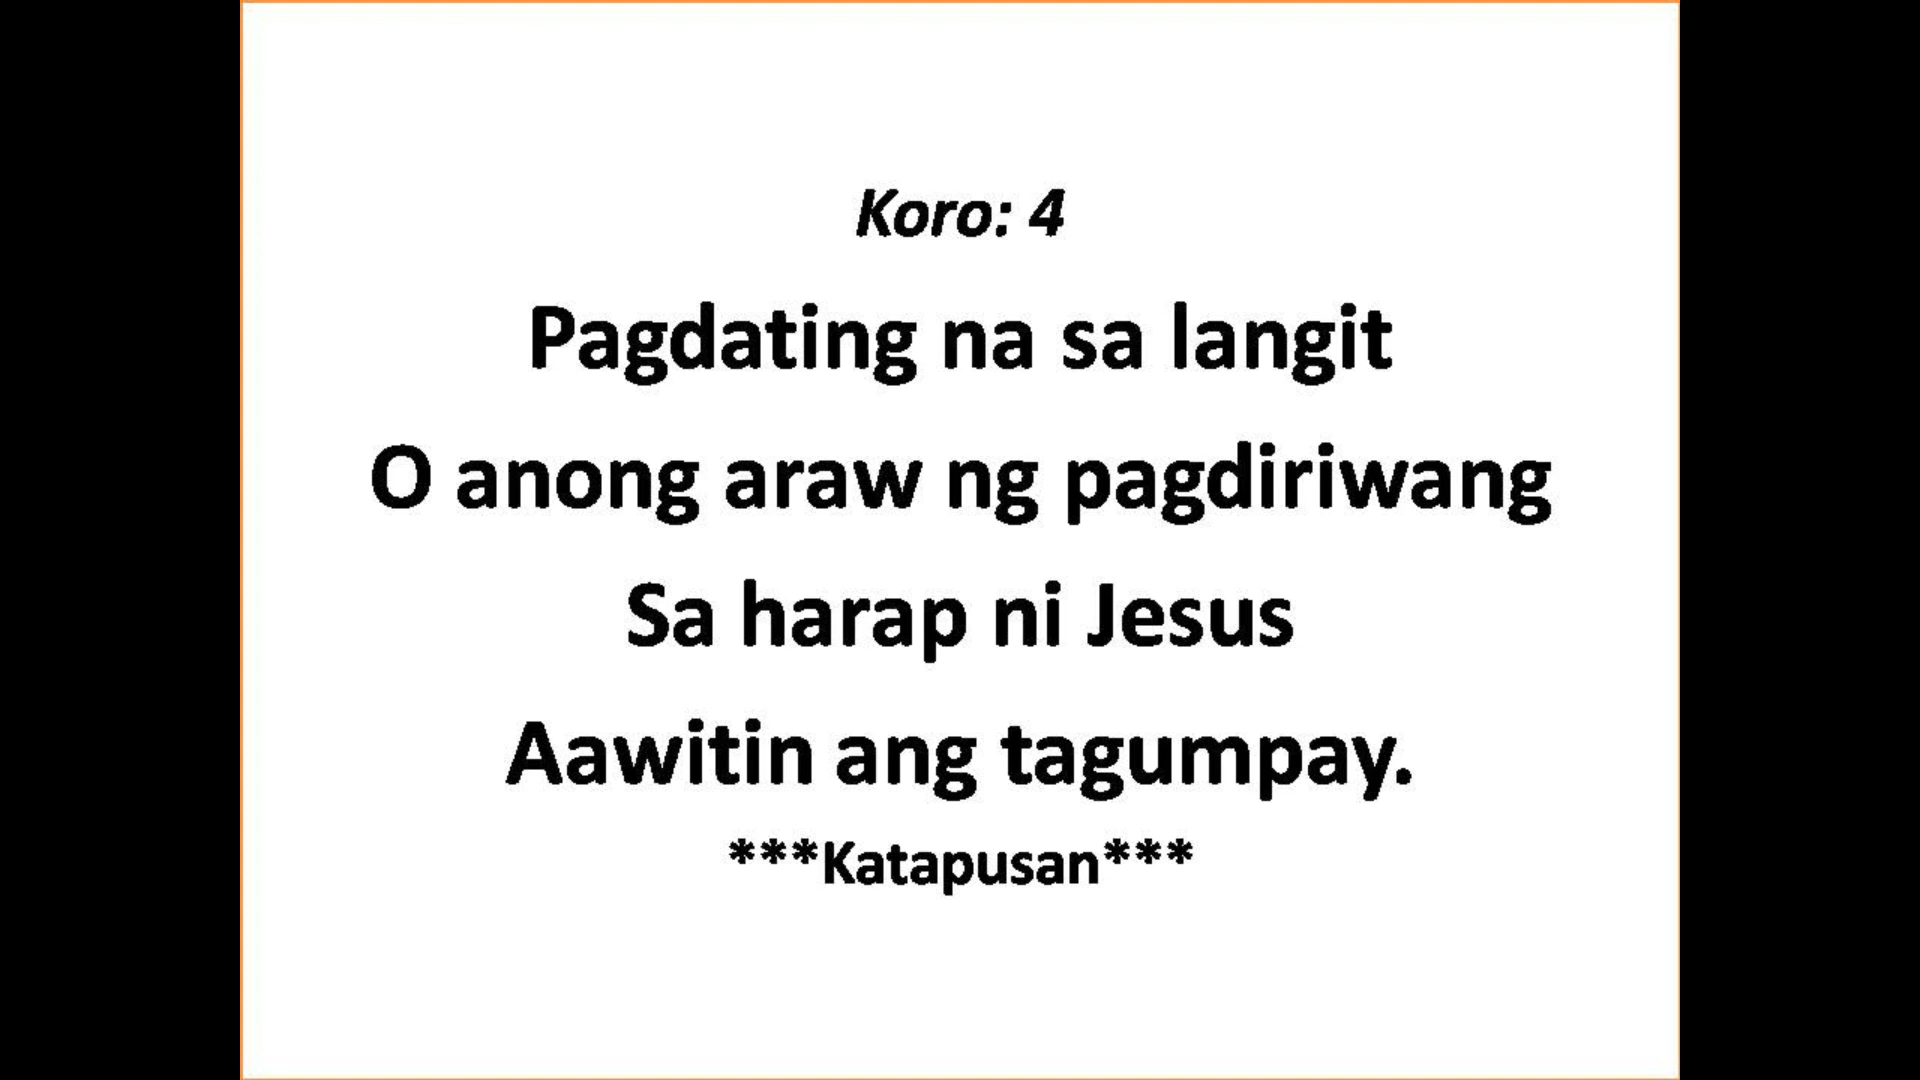 Koro: 4
Pagdating na sa langit
O anong araw ng pagdiriwang
Sa harap ni Jesus
Aawitin ang tagumpay.
***Katapusan***